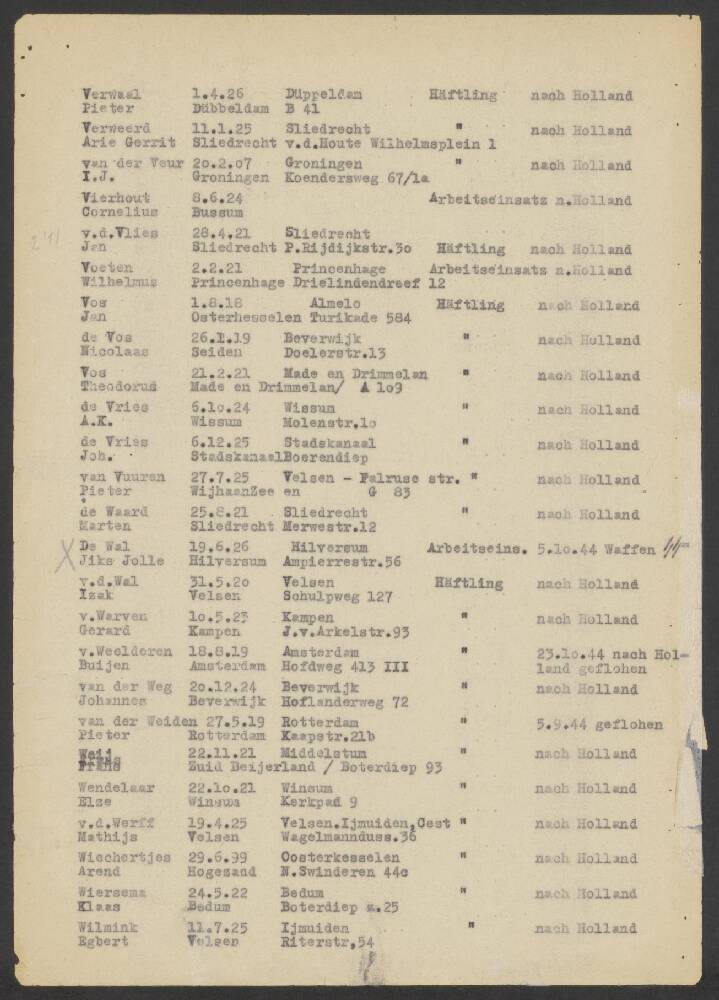 Verwaal 1.4.26 Düppeldam Häftling nach Holland
Pieter Dübbeldam B 41
Verweerd 11.1.25 Sliedrecht " nach Holland
Arie Gerrit Sliedrecht v.d.Houte Wilhelmsplein 1
van der Veur 2o.2.o7 Groningen " nach Holland
I.J. Groningen Koendersweg 67/1a
Vierhout 8.6.24 Arbeitseinsatz n.Holland
Cornelius Bussum
v.d.Vlies 28.4.21 Sliedrecht
Jan Sliedrecht P.Rijdijkstr.3o Häftling nach Holland
Voeten 2.2.21 Princenhage Arbeitseinsatz n.Holland
Wilhelmus Princenhage Drielindendreef 12
Vos 1.8.18 Almelo Häftling nach Holland
Jan Osterhesselen Turikade 584
de Vos 26.1.19 Beverwijk " nach Holland
Nicolaas Seiden Doelerstr.13
Vos 21.2.21 Made en Drimmelan " nach Holland
Theodorus Made en Drimmelan/ A 1o9
de Vries 6.1o.24 Wissum " nach Holland
A.K. Wissum Molenstr.1o
de Vries 6.12.25 Stadskanaal " nach Holland
Joh. StadskanaalBoerendiep
van Vuuren 27.7.25 Velsen - Falruse str. " nach Holland
Pieter WijhaanZee en G 83
de Waard 25.8.21 Sliedrecht " nach Holland
Marten Sliedrecht Merwestr.12
X De Wal 19.6.26 Hilversum Arbeitseins. 5.1o.44 Waffen SS
Jiks Jolle Hilversum Ampierrestr.56
v.d.Wal 31.5.2o Velsen Häftling nach Holland
Izak Velsen Schulpweg 127
v.Warven 1o.5.23 Kampen " nach Holland
Gerard Kampen J.v.Arkelstr.93
v.Weelderen 18.8.19 Amsterdam " 23.1o.44 nach Hol-
Buijen Amsterdam Hofdweg 413 III land geflohen
van der Weg 2o.12.24 Beverwijk " nach Holland
Johannes Beverwijk Hoflanderweg 72
van der Weiden 27.5.19 Rotterdam " 5.9.44 geflohen
Pieter Rotterdam Kaapstr.21b
Weij 22.11.21 Middelstum " nach Holland
Frans Zuid Beijerland / Boterdiep 93
Wendelaar 22.1o.21 Winsum " nach Holland
Elze Winsum Kerkpad 9
v.d.Werff 19.4.25 Velsen.Ijmuiden,Oest " nach Holland
Mathijs Velsen Wagelmannduss.36
Wiechertjes 29.6.99 Oosterkesselen " nach Holland
Arend Hogezand N.Swinderen 44c
Wiersema 24.5.22 Bedum " nach Holland
Klaas Bedum Boterdiep z.25
Wilmink 11.7.25 Ijmuiden " nach Holland
Egbert Velsen Riterstr,54